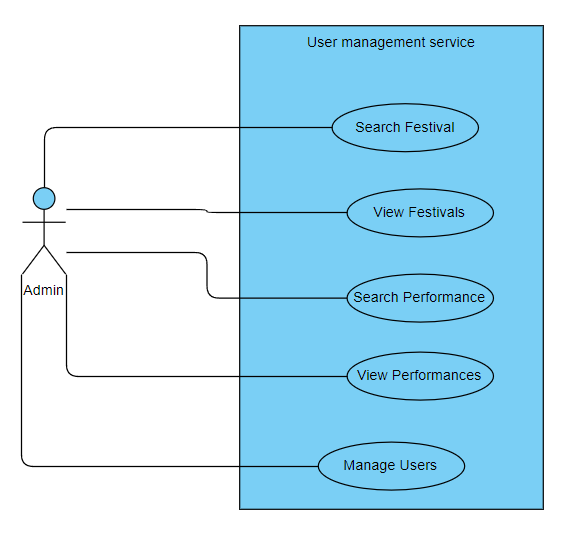 User management service
Search Festival
View Festivals
Search Performance
Admin
View Performances
Manage Users